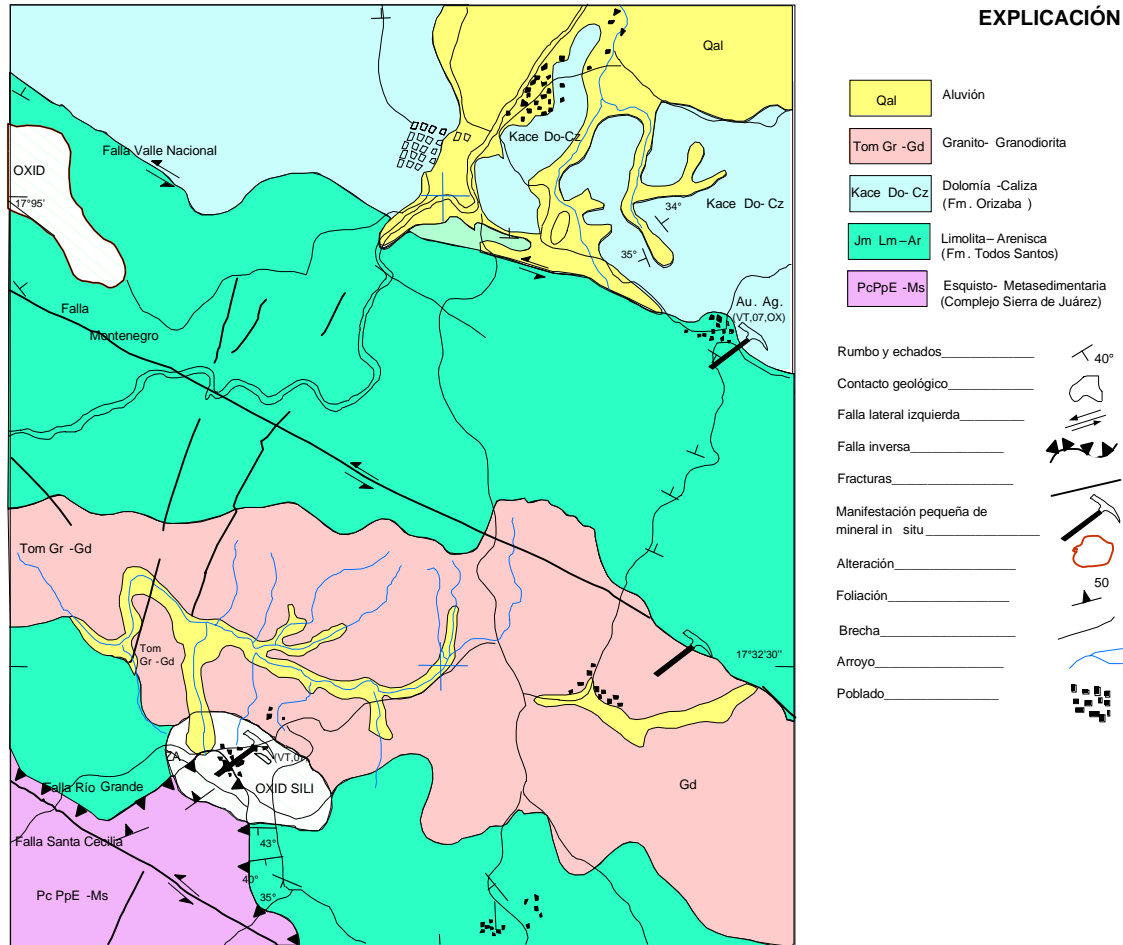 EXPLICACIÓN
Qal
Kace Do-Cz
Falla Valle Nacional
OXID
17°95'
34°
Kace Do- Cz
35°
Au. Ag.
(VT,07,OX)
Falla
Montenegro
Tom Gr -Gd
Tom
Gr -Gd
17°32'30"
ZA
(VT,07
OXID SILI
Gd
Falla Río Grande
Falla Santa Cecilia
43°
40°
35°
Pc PpE -Ms
Qal
Aluvión
Tom Gr -Gd
Granito- Granodiorita
Kace Do- Cz
Dolomía -Caliza
(Fm. Orizaba )
Jm Lm–Ar
Limolita–Arenisca
(Fm. Todos Santos)
PcPpE -Ms
Esquisto- Metasedimentaria
(Complejo Sierra de Juárez)
Rumbo y echados
40°
Contacto geológico
Falla lateral izquierda
Falla inversa
Fracturas
Manifestación pequeña de
mineral in situ
Alteración
Foliación
50
Brecha
Arroyo
Poblado